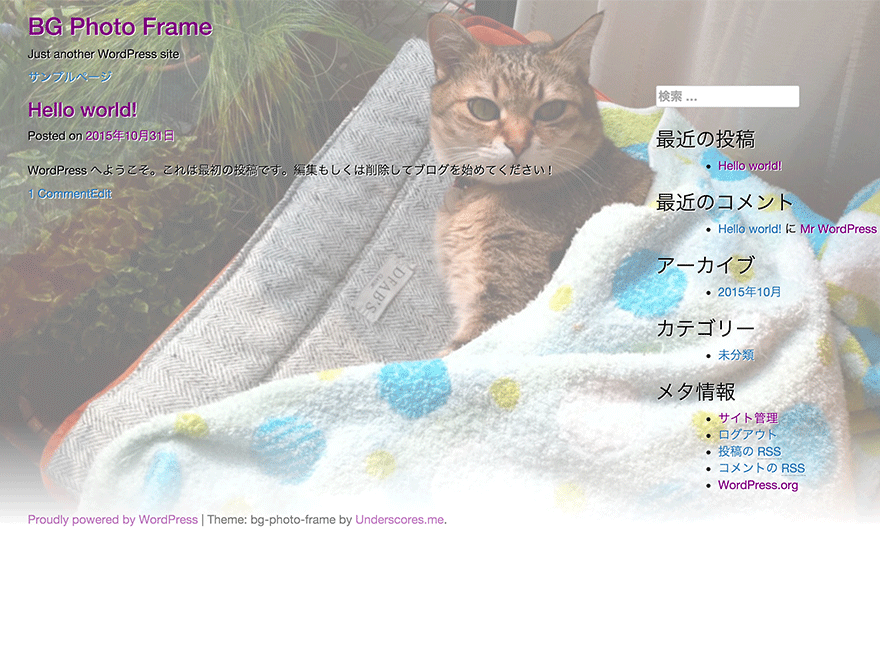 BG Photo Frame
Just another WordPress site
サンプルページ
Hello world!
Posted on 2015年10月31日
WordPress へようこそ。これは最初の投稿です。編集もしくは削除してブログを始めてください !
1 CommentEdit
DIAB'S
検索 ...
最近の投稿
Hello world!
最近のコメント
Hello world! に Mr WordPress
アーカイブ
2015年10月
カテゴリー
未分類
メタ情報
サイト管理
ログアウト
投稿の RSS
コメントの RSS
WordPress.org
Proudly powered by WordPress | Theme: bg-photo-frame by Underscores.me.